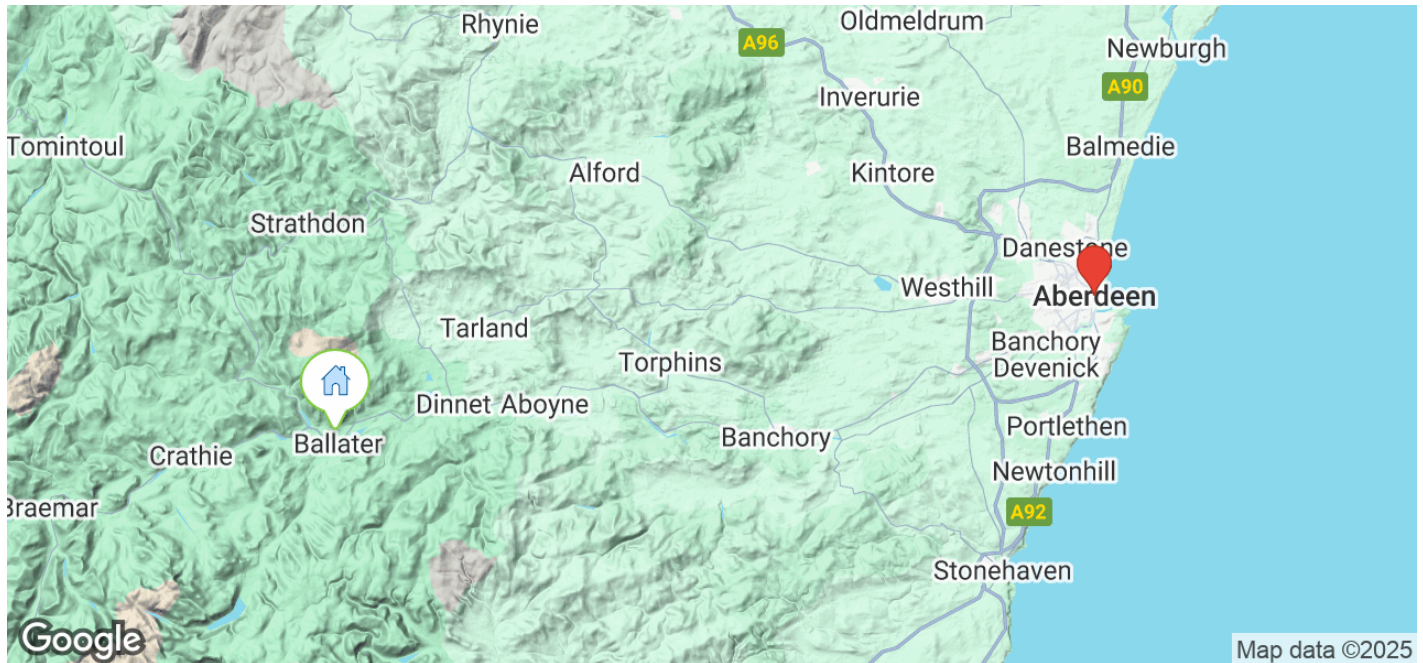 Rhynie
Oldmeldrum
A96
Newburgh
A90
Inverurie
Tomintoul
Balmedie
Alford
Kintore
Strathdon
Danestone
Westhill
Aberdeen
Tarland
Banchory
Devenick
Torphins
Dinnet
Aboyne
Portlethen
Banchory
Ballater
Crathie
Newtonhill
Braemar
A92
Stonehaven
Google
Map data ©2025